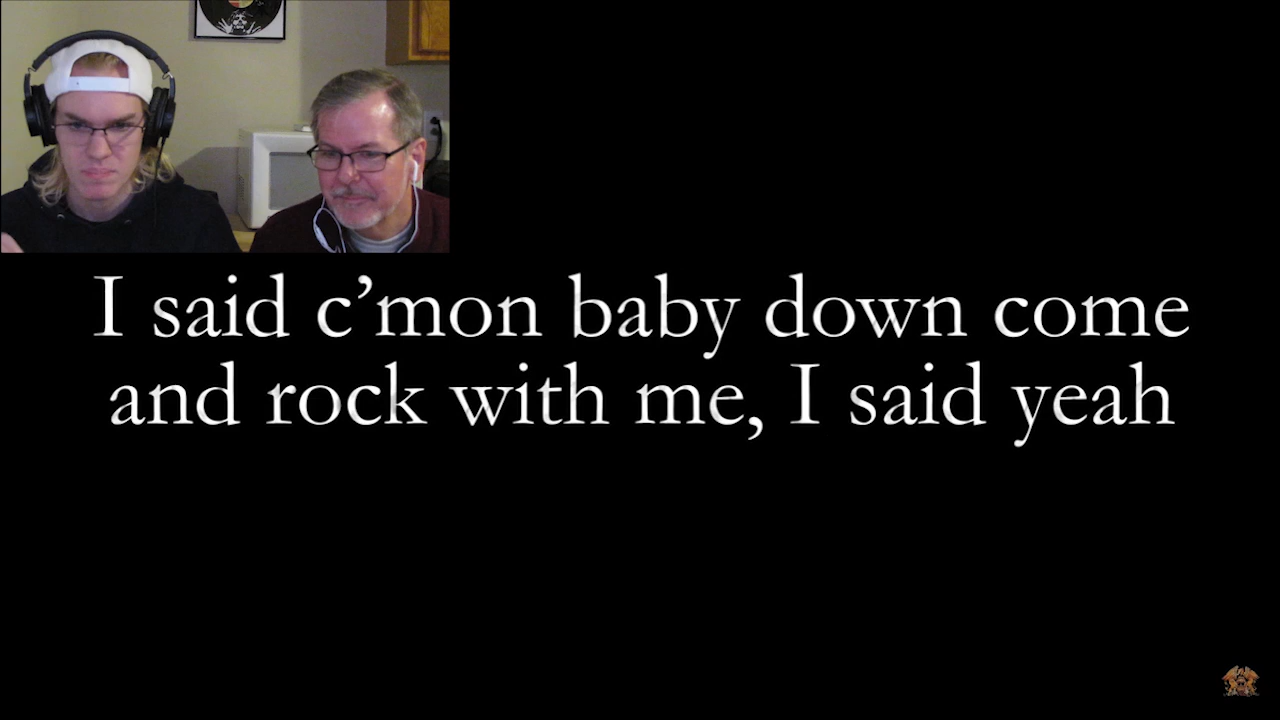 I said c’mon baby down come
and rock with me, I said yeah